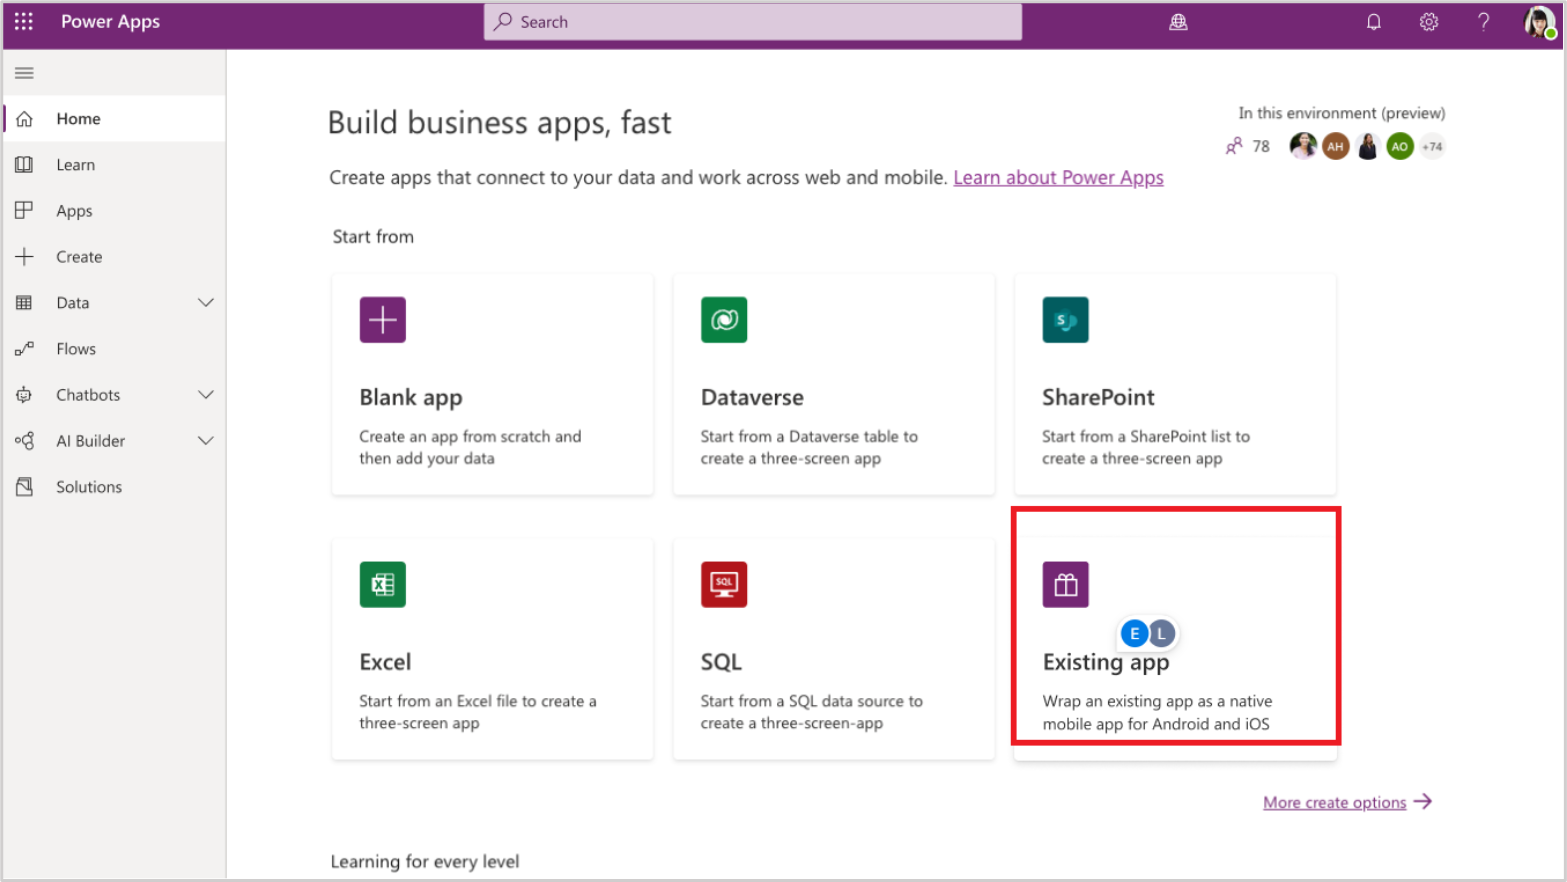 Power Apps
Search
Home
Learn
Apps
Create
Data
Flows
Chatbots
AI Builder
Solutions
Build business apps, fast
In this environment (preview)
78
AH
AO
+74
Create apps that connect to your data and work across web and mobile. Learn about Power Apps
Start from
Blank app
Create an app from scratch and
then add your data
Dataverse
Start from a Dataverse table to
create a three-screen app
S
SharePoint
Start from a SharePoint list to
create a three-screen app
X
Excel
Start from an Excel file to create a
three-screen app
SQL
SQL
Start from a SQL data source to
create a three-screen-app
E L
Existing app
Wrap an existing app as a native
mobile app for Android and iOS
More create options
Learning for every level